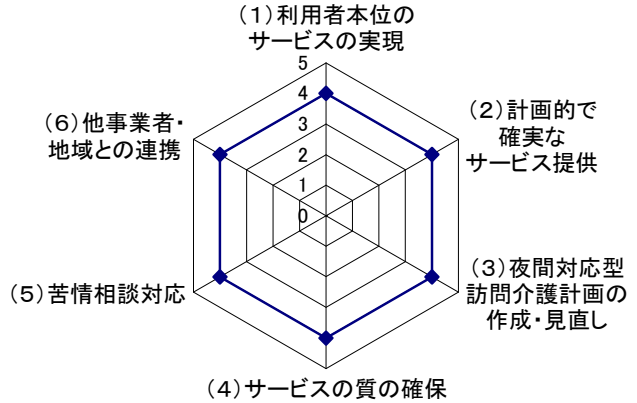 (1)利用者本位の
サービスの実現
5
4
3
2
1
0
(2)計画的で
確実な
サービス提供
(3)夜間対応型
訪問介護計画の
作成・見直し
(4)サービスの質の確保
(5)苦情相談対応
(6)他事業者・
地域との連携